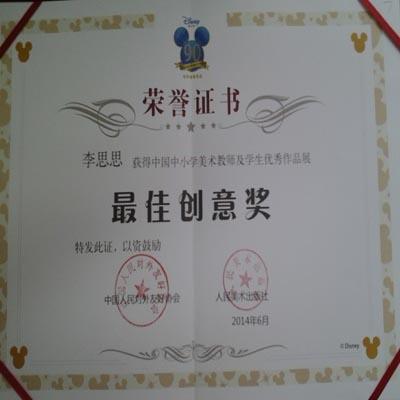 Disney
90
荣誉证书
李思思 获得中国中小学美术教师及学生优秀作品展
最佳创意奖
特发此证，以资鼓励
中国人民对外友好协会
人民美术出版社
2014年6月
©Disney